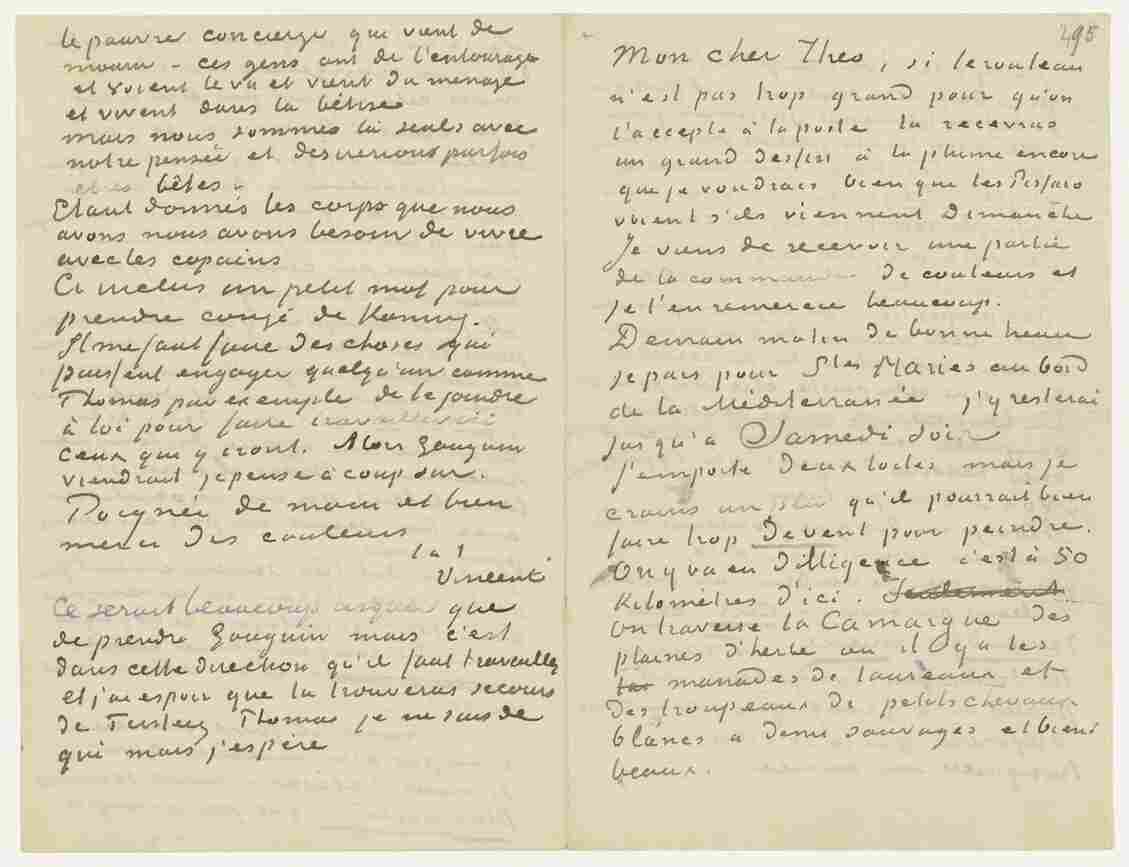 le pauvre concierge qui vient de
mourir – ces gens ont de l'entourage
et voient le va et vient du menage
et vivent dans la bêtise
mais nous sommes là seuls avec
notre pensée et desirerions parfois
etres bêtes.
Etant donnés les corps que nous
avons nous avons besoin de vivre
avec les copains
Ci inclus un petit mot pour
prendre congé de Koning.
Il me faut faire des choses qui
puissent engager quelqu'un comme
Thomas par exemple de se joindre
à toi pour faire travailler ici
ceux qui y iront. Alors Gauguin
viendrait je pense à coup sur.
Poignée de main et bien
merci des couleurs
t. à t.
Vincent
Ce serait beaucoup risquer que
de prendre Gauguin mais c'est
dans cette direction qu'il faut travailler
et j'ai espoir que tu trouveras secours
de Tersteeg Thomas je ne sais de
qui mais j'espère
295
Mon cher Theo, si le rouleau
n'est pas trop grand pour qu'on
l'accepte à la poste tu recevras
un grand dessin à la plume encore
que je voudrais bien que les Pissaro
voient s'ils viennent Dimanche
Je viens de recevoir une partie
de la commande de couleurs et
je t'en remercie beaucoup.
Demain matin de bonne heure
je pars pour Stes Maries au bord
de la Méditerranée j'y resterai
jusqu'à Samedi soir
j'emporte deux toiles mais je
crains un peu qu'il pourrait bien
faire trop de vent pour peindre.
On y va en dilligence c'est à 50
kilomètres d'ici. Seulement
On traverse la Camargue des
plaines d'herbe ou il y a les
manades de taureaux et
des troupeaux de petits chevaux
blancs a demi sauvages et bien
beaux.